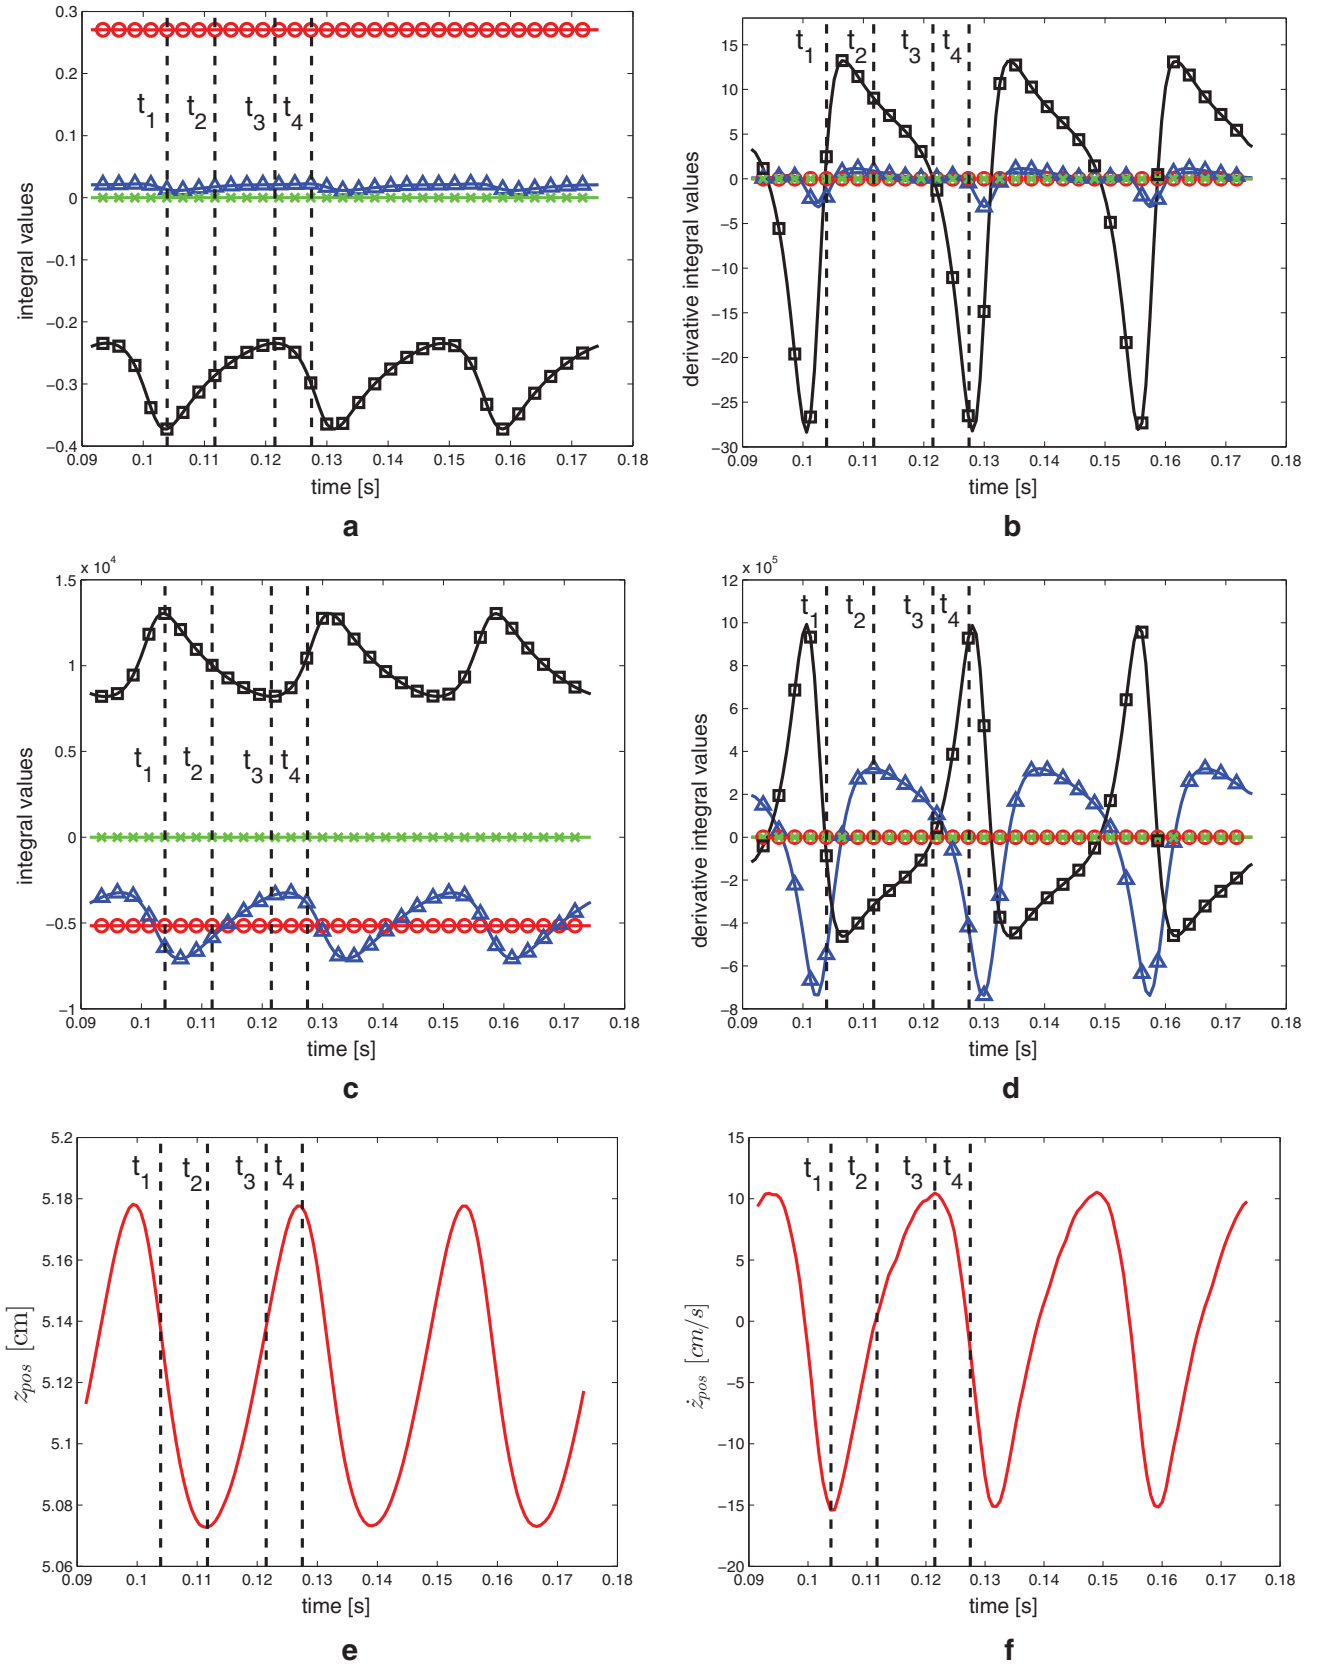 0.3
0.2
0.1
0
−0.1
−0.2
−0.3
−0.4
0.09 0.1 0.11 0.12 0.13 0.14 0.15 0.16 0.17 0.18
integral values
time [s]
t1 t2 t3 t4
a
15
10
5
0
−5
−10
−15
−20
−25
−30
0.09 0.1 0.11 0.12 0.13 0.14 0.15 0.16 0.17 0.18
derivative integral values
time [s]
t1 t2 t3 t4
b
x 10^4
1.5
1
0.5
0
−0.5
−1
0.09 0.1 0.11 0.12 0.13 0.14 0.15 0.16 0.17 0.18
integral values
time [s]
t1 t2 t3 t4
c
x 10^5
12
10
8
6
4
2
0
−2
−4
−6
−8
0.09 0.1 0.11 0.12 0.13 0.14 0.15 0.16 0.17 0.18
derivative integral values
time [s]
t1 t2 t3 t4
d
5.2
5.18
5.16
5.14
5.12
5.1
5.08
5.06
0.09 0.1 0.11 0.12 0.13 0.14 0.15 0.16 0.17 0.18
z_pos [cm]
time [s]
t1 t2 t3 t4
e
15
10
5
0
−5
−10
−15
−20
0.09 0.1 0.11 0.12 0.13 0.14 0.15 0.16 0.17 0.18
ż_pos [cm/s]
time [s]
t1 t2 t3 t4
f